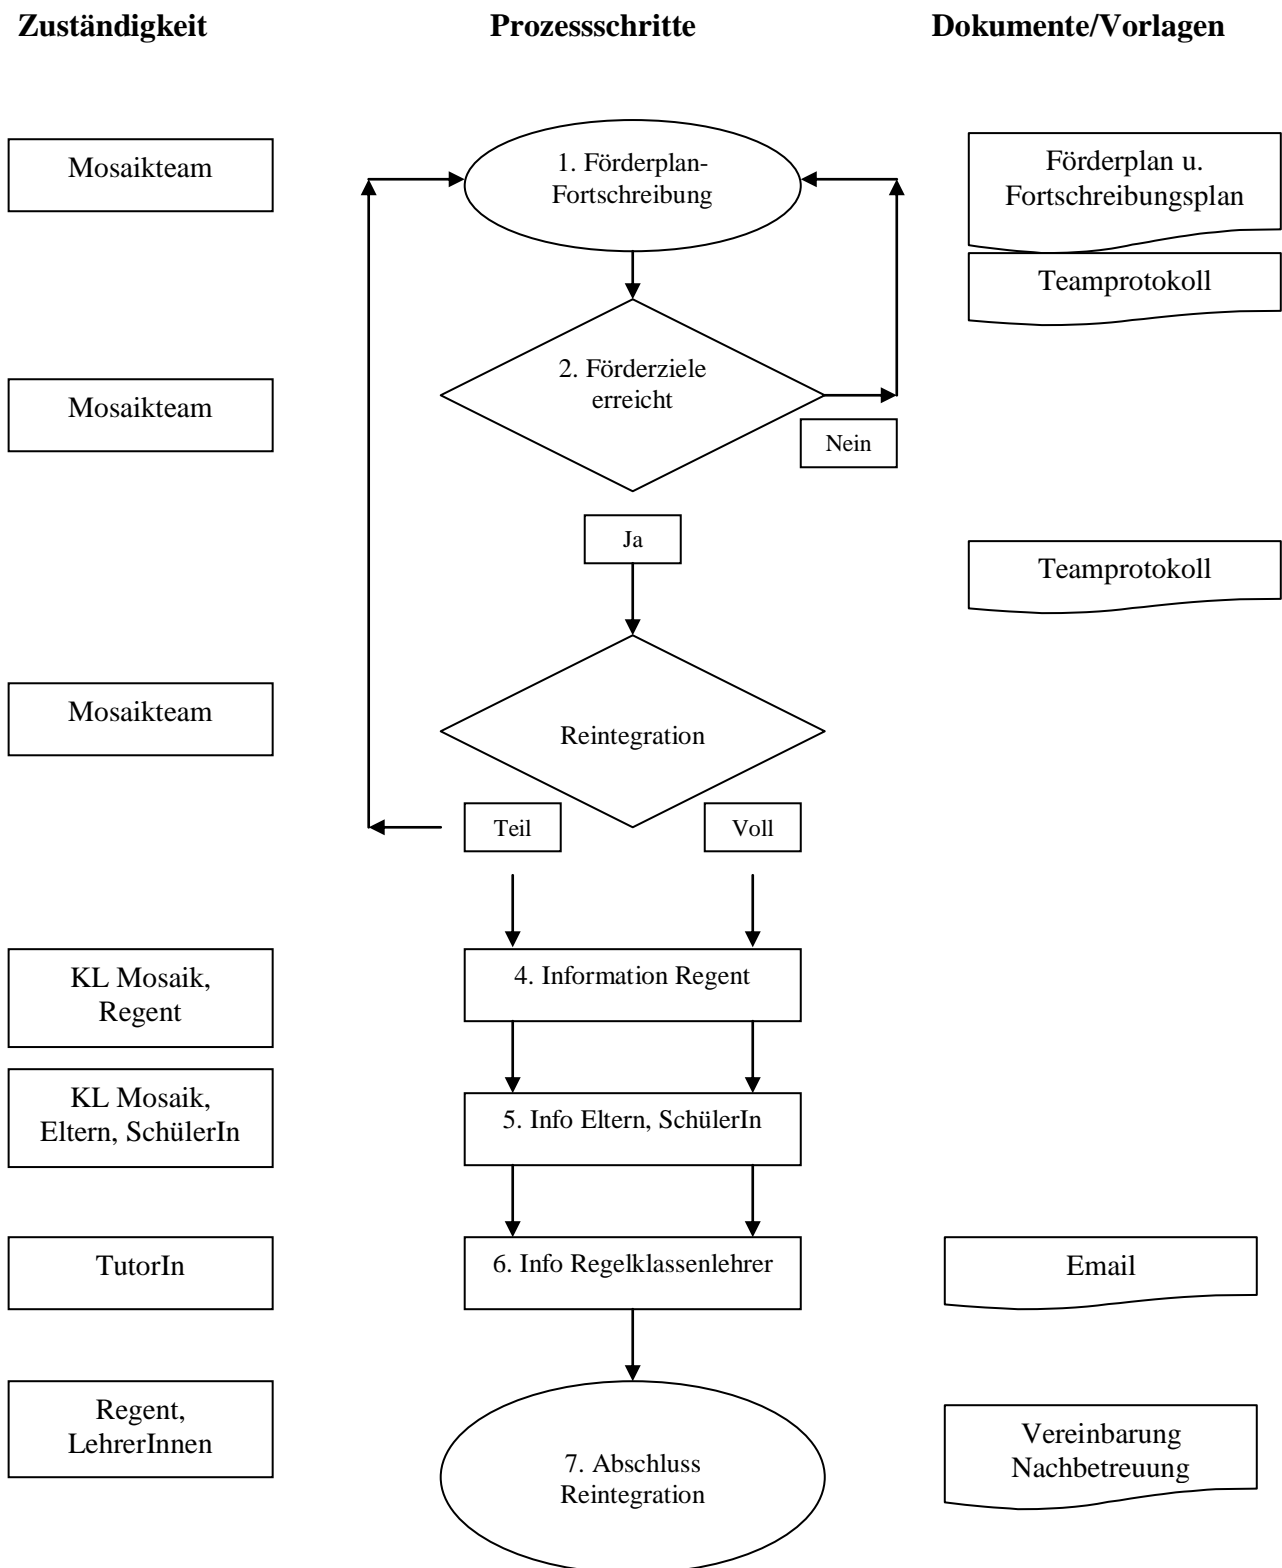 Zuständigkeit
Prozessschritte
Dokumente/Vorlagen
Mosaikteam
1. Förderplan-
Fortschreibung
Förderplan u.
Fortschreibungsplan
Teamprotokoll
Mosaikteam
2. Förderziele
erreicht
Nein
Ja
Teamprotokoll
Mosaikteam
Reintegration
Teil
Voll
KL Mosaik,
Regent
4. Information Regent
KL Mosaik,
Eltern, SchülerIn
5. Info Eltern, SchülerIn
TutorIn
6. Info Regelklassenlehrer
Email
Regent,
LehrerInnen
7. Abschluss
Reintegration
Vereinbarung
Nachbetreuung